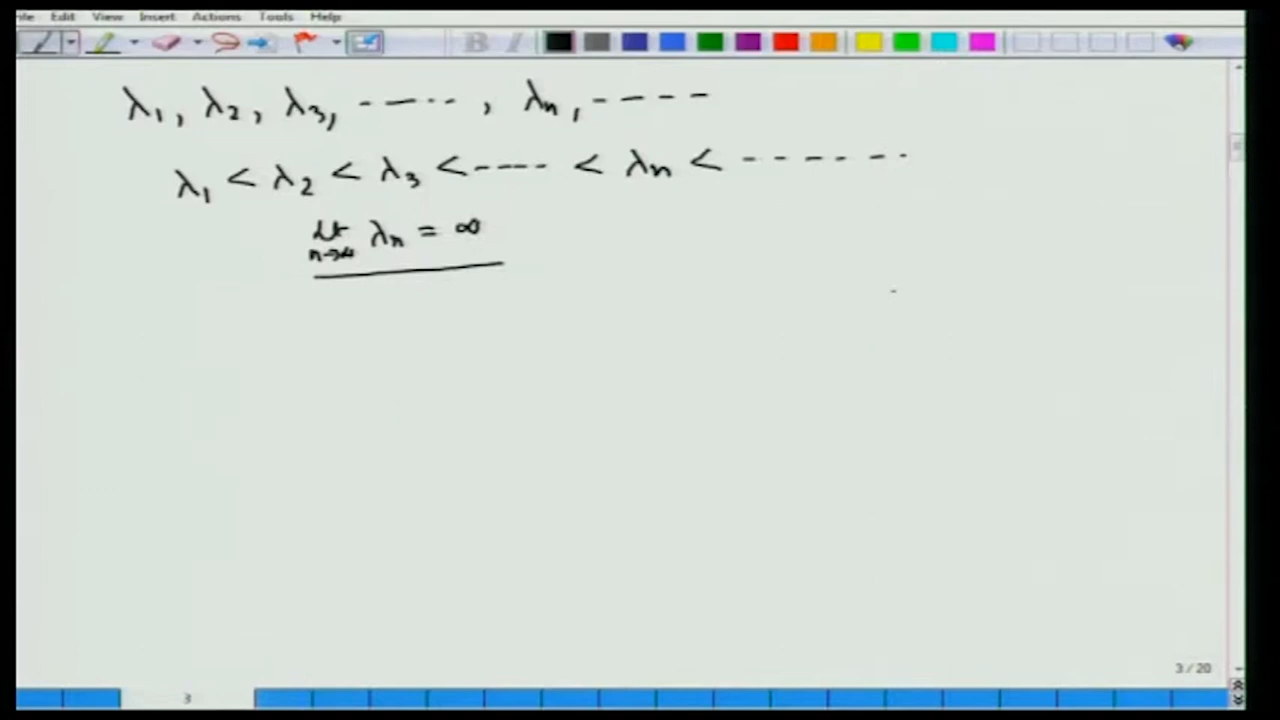 Edit View Insert Actions Tools Help
λ₁, λ₂, λ₃, -----, λₙ, ----
λ₁ < λ₂ < λ₃ < ---- < λₙ < ------
Lt n→∞ λₙ = ∞
3 / 20
3